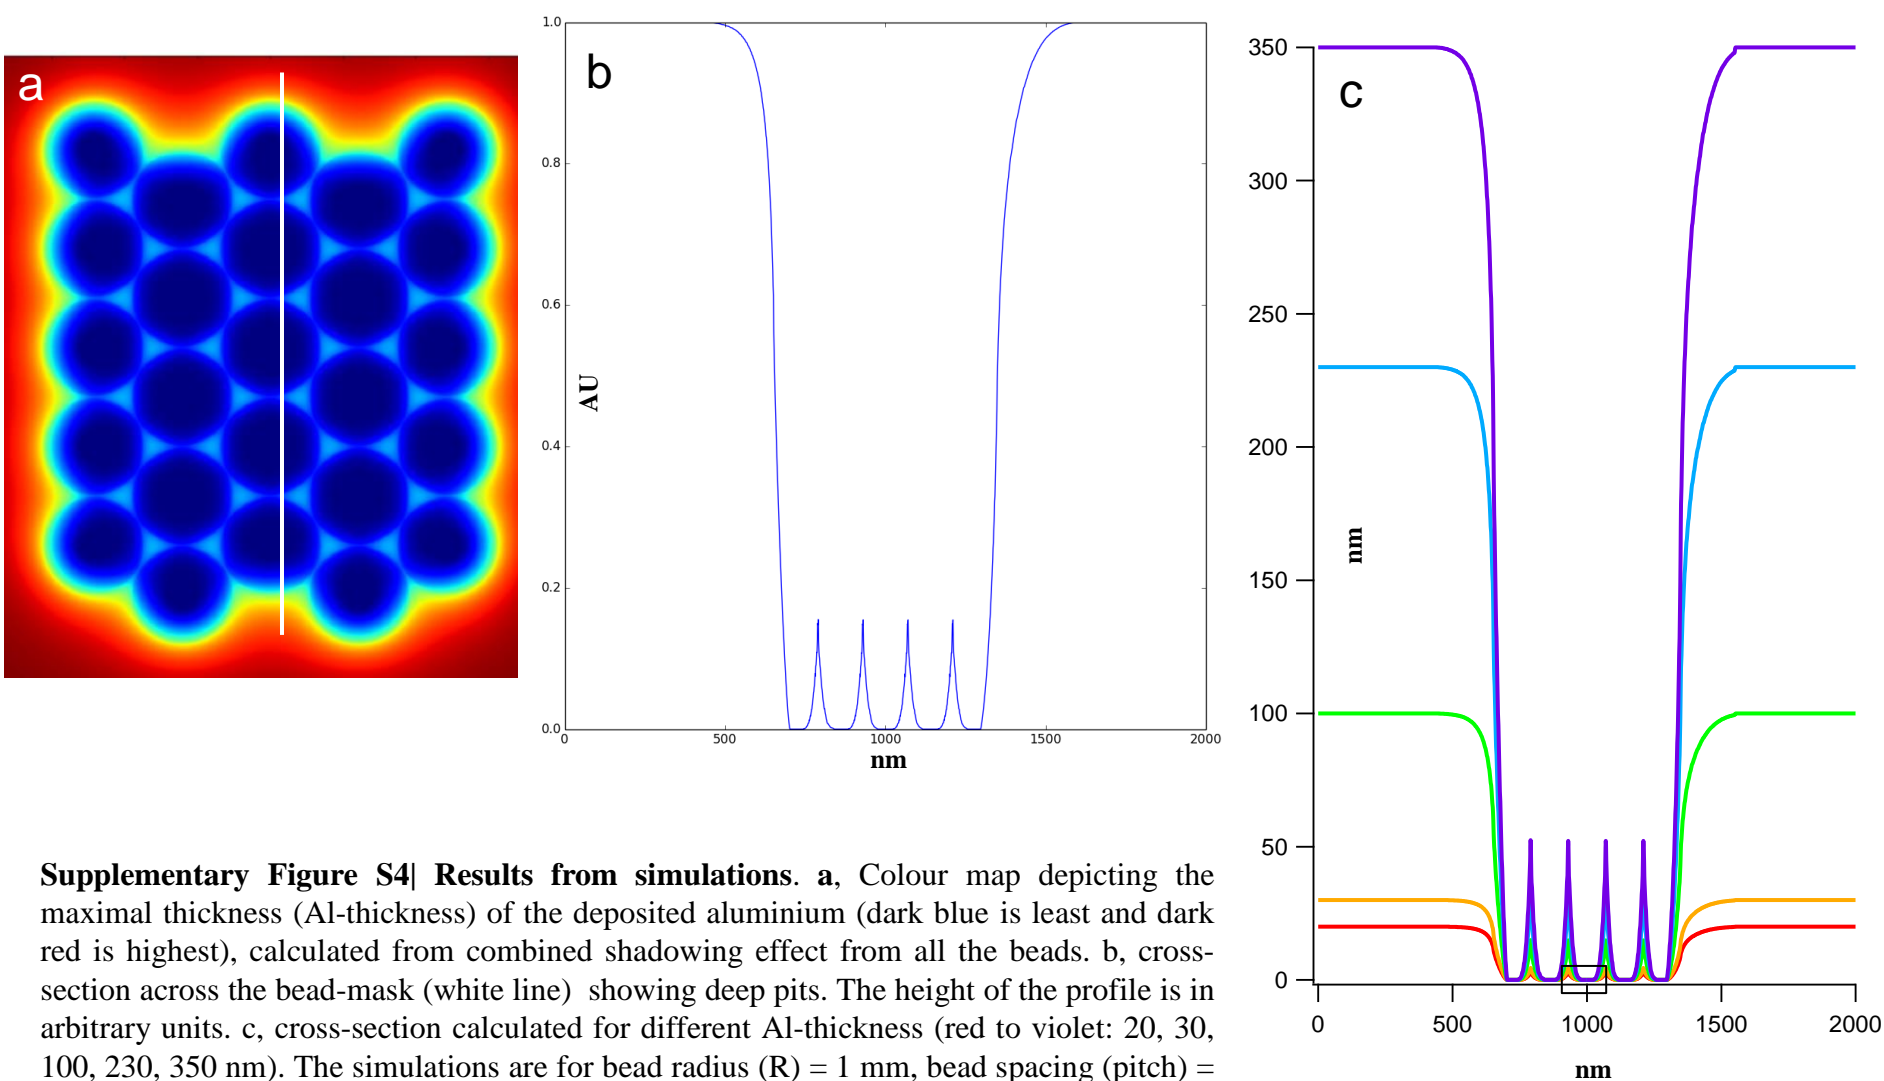 a
b
1.0
0.8
0.6
0.4
0.2
0.0
AU
0
500
1000
1500
2000
nm
c
350
300
250
200
150
100
50
0
nm
0
500
1000
1500
2000
nm
Supplementary Figure S4| Results from simulations. a, Colour map depicting the
maximal thickness (Al-thickness) of the deposited aluminium (dark blue is least and dark
red is highest), calculated from combined shadowing effect from all the beads. b, cross-
section across the bead-mask (white line) showing deep pits. The height of the profile is in
arbitrary units. c, cross-section calculated for different Al-thickness (red to violet: 20, 30,
100, 230, 350 nm). The simulations are for bead radius (R) = 1 mm, bead spacing (pitch) =